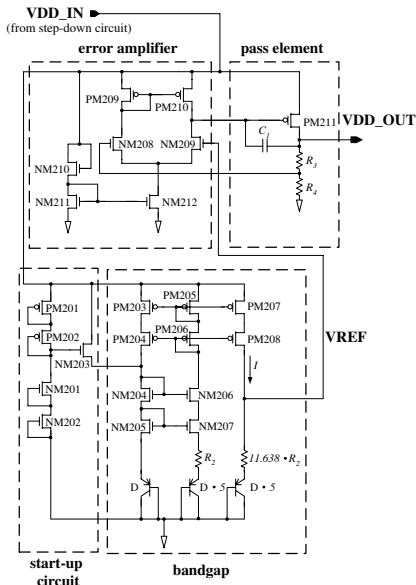 VDD_IN
(from step-down circuit)
error amplifier
pass element
PM209
PM210
PM211
VDD_OUT
C1
NM208
NM209
NM210
R3
R4
NM211
NM212
PM201
PM203
PM205
PM207
PM202
PM204
PM206
PM208
VREF
NM203
I
NM201
NM204
NM206
NM202
NM205
NM207
R2
11.638 • R2
D
D • 5
D • 5
start-up
circuit
bandgap